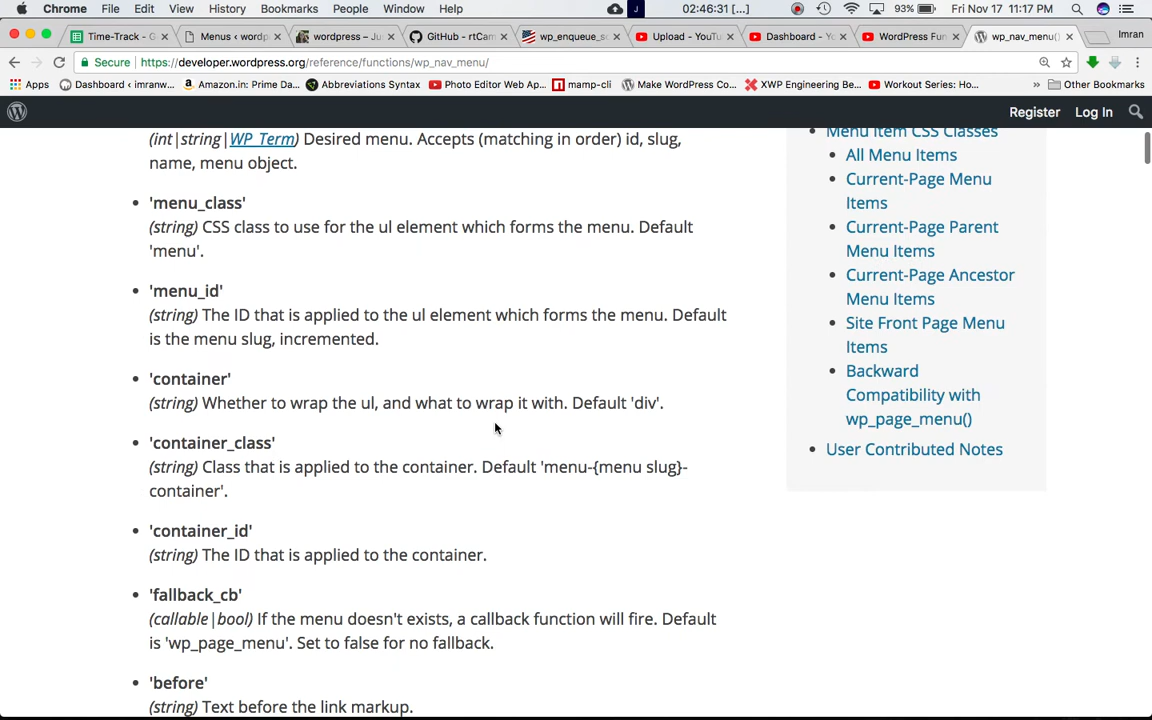 Chrome File Edit View History Bookmarks People Window Help J 02:46:31 [...] 93% Fri Nov 17 11:17 PM
Time-Track - G Menus ‹ wordp wordpress – Ju GitHub - rtCam wp_enqueue_sc Upload - YouTu Dashboard - Yo WordPress Fun wp_nav_menu() Imran
Secure https://developer.wordpress.org/reference/functions/wp_nav_menu/
Apps Dashboard ‹ imranw... Amazon.in: Prime Da... Abbreviations Syntax Photo Editor Web Ap... mamp-cli Make WordPress Co... XWP Engineering Be... Workout Series: Ho... » Other Bookmarks
Register Log In
(int|string|WP_Term) Desired menu. Accepts (matching in order) id, slug,
name, menu object.
• 'menu_class'
(string) CSS class to use for the ul element which forms the menu. Default
'menu'.
• 'menu_id'
(string) The ID that is applied to the ul element which forms the menu. Default
is the menu slug, incremented.
• 'container'
(string) Whether to wrap the ul, and what to wrap it with. Default 'div'.
• 'container_class'
(string) Class that is applied to the container. Default 'menu-{menu slug}-
container'.
• 'container_id'
(string) The ID that is applied to the container.
• 'fallback_cb'
(callable|bool) If the menu doesn't exists, a callback function will fire. Default
is 'wp_page_menu'. Set to false for no fallback.
• 'before'
(string) Text before the link markup.
Menu Item CSS Classes
• All Menu Items
• Current-Page Menu
Items
• Current-Page Parent
Menu Items
• Current-Page Ancestor
Menu Items
• Site Front Page Menu
Items
• Backward
Compatibility with
wp_page_menu()
• User Contributed Notes